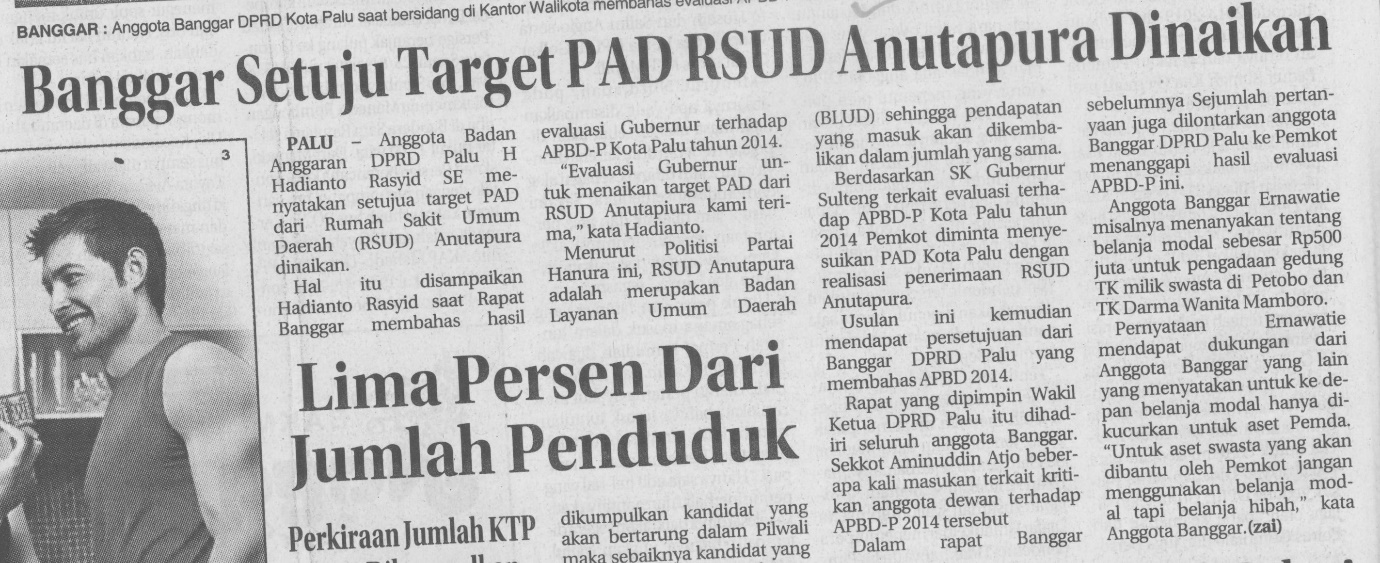 BANGGAR : Anggota Banggar DPRD Kota Palu saat bersidang di Kantor Walikota membahas evaluasi
Banggar Setuju Target PAD RSUD Anutapura Dinaikan
3
PALU – Anggota Badan
Anggaran DPRD Palu H
Hadianto Rasyid SE me-
nyatakan setujua target PAD
dari Rumah Sakit Umum
Daerah (RSUD) Anutapura
dinaikan.
Hal itu disampaikan
Hadianto Rasyid saat Rapat
Banggar membahas hasil
evaluasi Gubernur terhadap
APBD-P Kota Palu tahun 2014.
“Evaluasi Gubernur un-
tuk menaikan target PAD dari
RSUD Anutapiura kami teri-
ma,” kata Hadianto.
Menurut Politisi Partai
Hanura ini, RSUD Anutapura
adalah merupakan Badan
Layanan Umum Daerah
(BLUD) sehingga pendapatan
yang masuk akan dikemba-
likan dalam jumlah yang sama.
Berdasarkan SK Gubernur
Sulteng terkait evaluasi terha-
dap APBD-P Kota Palu tahun
2014 Pemkot diminta menye-
suikan PAD Kota Palu dengan
realisasi penerimaan RSUD
Anutapura.
Usulan ini kemudian
mendapat persetujuan dari
Banggar DPRD Palu yang
membahas APBD 2014.
Rapat yang dipimpin Wakil
Ketua DPRD Palu itu dihad-
iri seluruh anggota Banggar.
Sekkot Aminuddin Atjo beber-
apa kali masukan terkait kriti-
kan anggota dewan terhadap
APBD-P 2014 tersebut
Dalam rapat Banggar
sebelumnya Sejumlah pertan-
yaan juga dilontarkan anggota
Banggar DPRD Palu ke Pemkot
menanggapi hasil evaluasi
APBD-P ini.
Anggota Banggar Ernawatie
misalnya menanyakan tentang
belanja modal sebesar Rp500
juta untuk pengadaan gedung
TK milik swasta di Petobo dan
TK Darma Wanita Mamboro.
Pernyataan Ernawatie
mendapat dukungan dari
Anggota Banggar yang lain
yang menyatakan untuk ke de-
pan belanja modal hanya di-
kucurkan untuk aset Pemda.
“Untuk aset swasta yang akan
dibantu oleh Pemkot jangan
menggunakan belanja mod-
al tapi belanja hibah,” kata
Anggota Banggar.(zai)
Lima Persen Dari
Jumlah Penduduk
Perkiraan Jumlah KTP
dikumpulkan kandidat yang
akan bertarung dalam Pilwali
maka sebaiknya kandidat yang